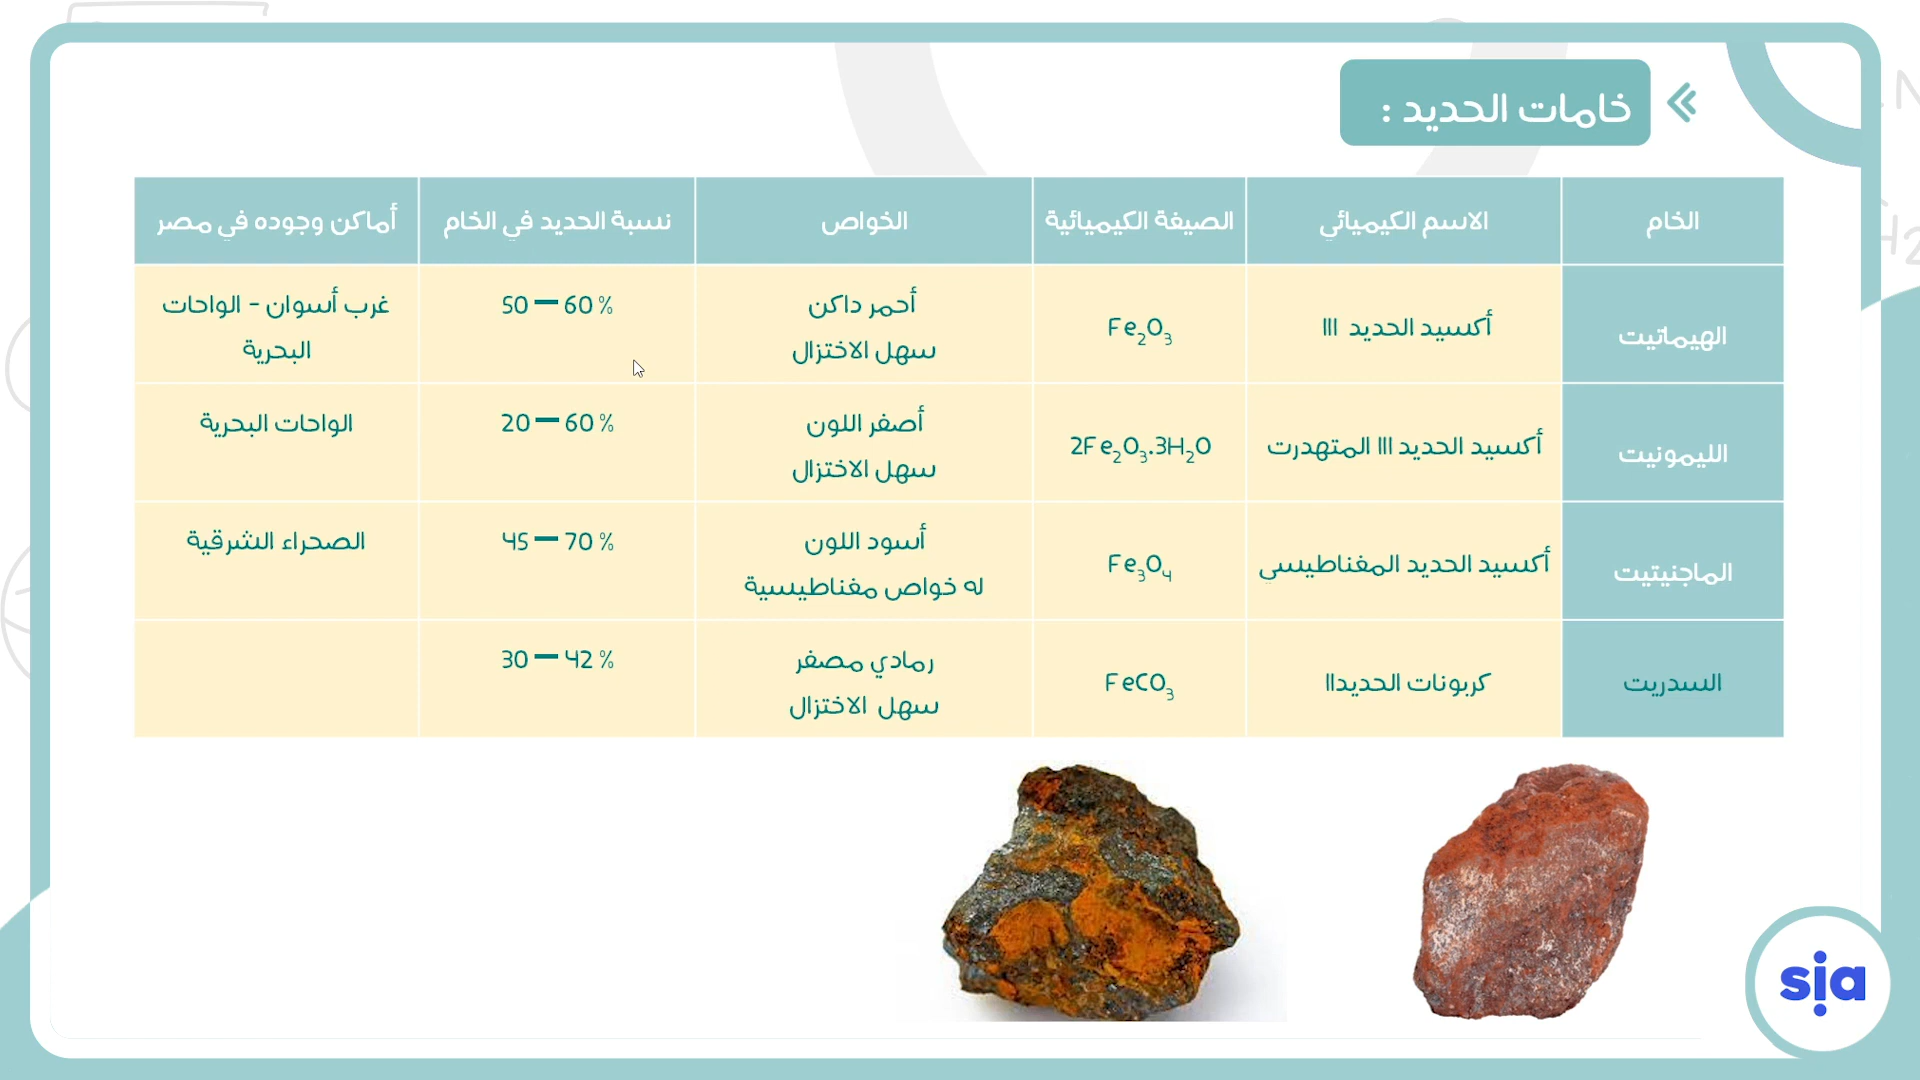 خامات الحديد :
الخام	الاسم الكيميائي	الصيغة الكيميائية	الخواص	نسبة الحديد في الخام	أماكن وجوده في مصر
الهيماتيت	أكسيد الحديد III	Fe₂O₃	أحمر داكن	50 – 60 %	غرب أسوان - الواحات
سهل الاختزال	البحرية
الليمونيت	أكسيد الحديد III المتهدرت	2Fe₂O₃.3H₂O	أصفر اللون	20 – 60 %	الواحات البحرية
سهل الاختزال
الماجنيتيت	أكسيد الحديد المغناطيسى	Fe₃O₄	أسود اللون	45 – 70 %	الصحراء الشرقية
له خواص مغناطيسية
السدريت	كربونات الحديدII	FeCO₃	رمادي مصفر	30 – 42 %
سهل الاختزال
sia